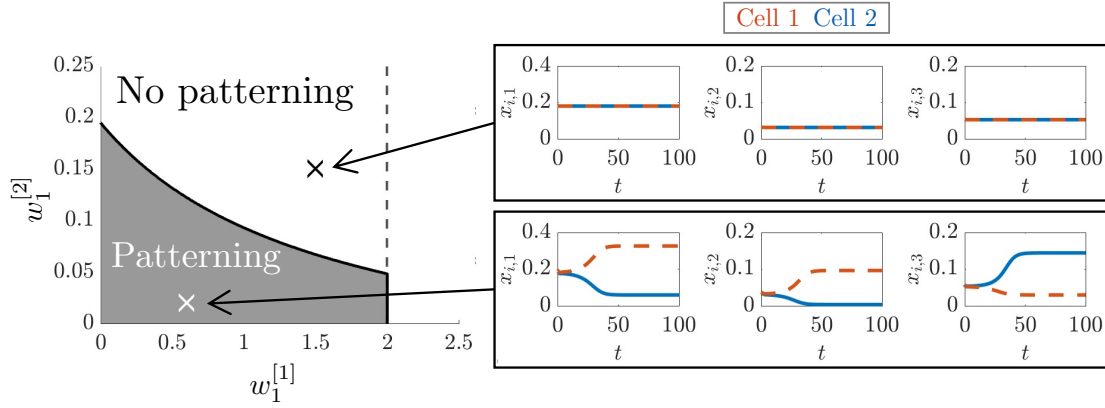 Cell 1 Cell 2
0.25
0.2
0.15
0.1
0.05
0
w_1^{[2]}
No patterning
Patterning
0 0.5 1 1.5 2 2.5
w_1^{[1]}
0.4
0.2
0
x_{i,1}
0 50 100
t
0.2
0.1
0
x_{i,2}
0 50 100
t
0.2
0.1
0
x_{i,3}
0 50 100
t
0.4
0.2
0
x_{i,1}
0 50 100
t
0.2
0.1
0
x_{i,2}
0 50 100
t
0.2
0.1
0
x_{i,3}
0 50 100
t